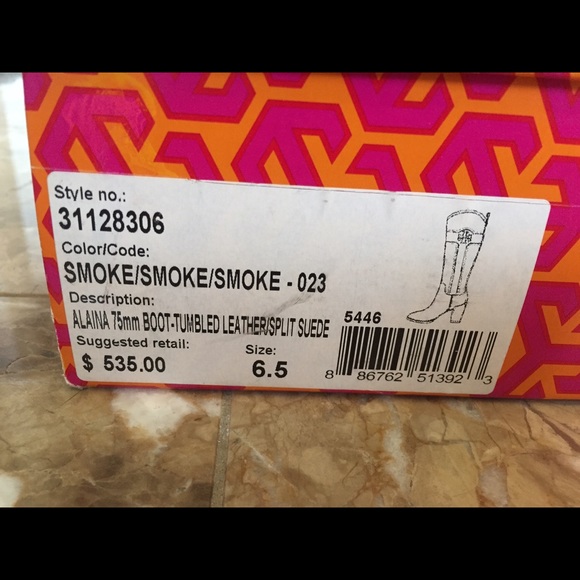 Style no.:
31128306
Color/Code:
SMOKE/SMOKE/SMOKE - 023
Description:
ALAINA 75mm BOOT-TUMBLED LEATHER/SPLIT SUEDE
Suggested retail:
$ 535.00
Size:
6.5
5446
8 86762 51392 3